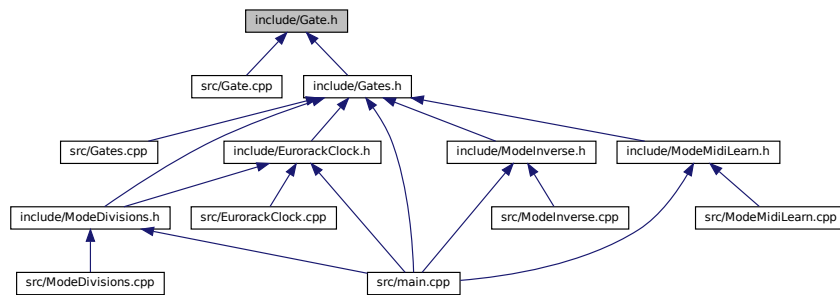 include/Gate.h
src/Gate.cpp
include/Gates.h
src/Gates.cpp
include/EurorackClock.h
include/ModeInverse.h
include/ModeMidiLearn.h
include/ModeDivisions.h
src/EurorackClock.cpp
src/ModeInverse.cpp
src/ModeMidiLearn.cpp
src/ModeDivisions.cpp
src/main.cpp